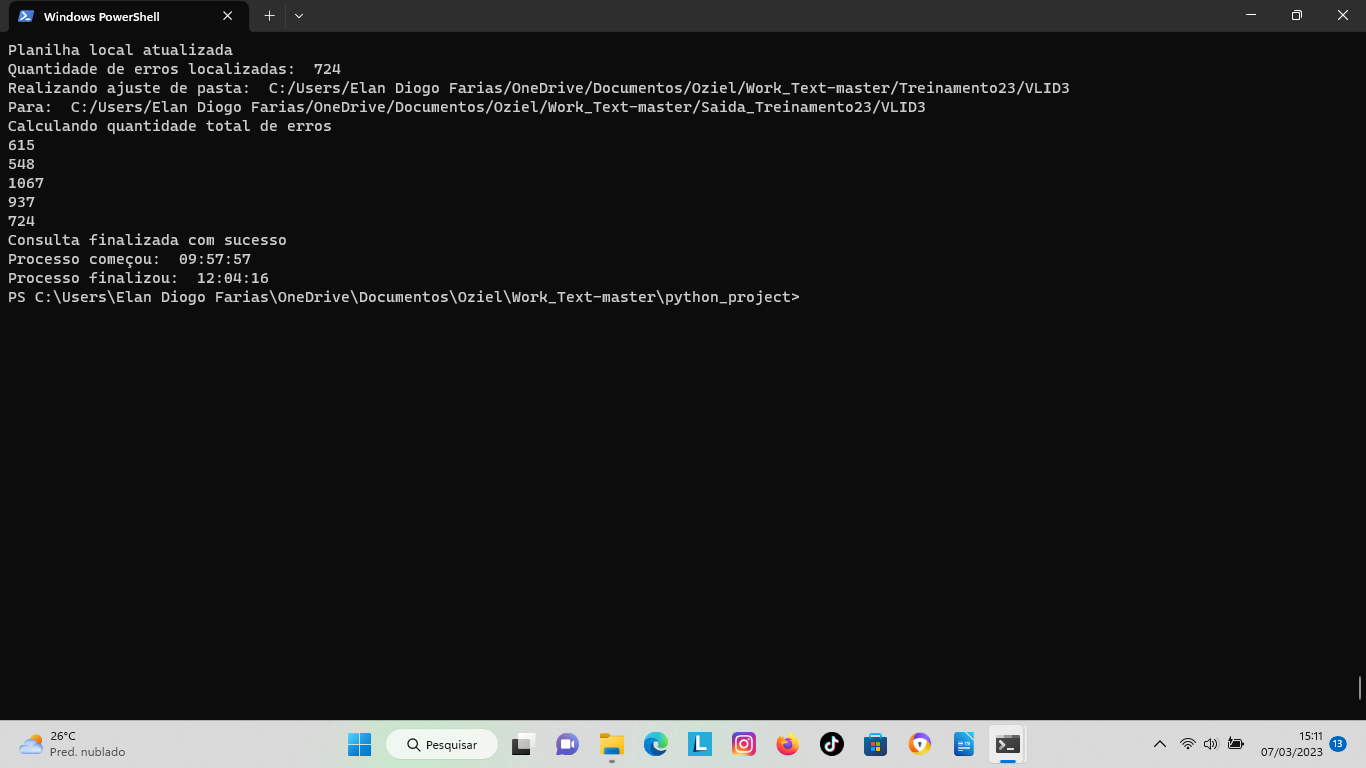 Windows PowerShell
Planilha local atualizada
Quantidade de erros localizadas:  724
Realizando ajuste de pasta:  C:/Users/Elan Diogo Farias/OneDrive/Documentos/Oziel/Work_Text-master/Treinamento23/VLID3
Para:  C:/Users/Elan Diogo Farias/OneDrive/Documentos/Oziel/Work_Text-master/Saida_Treinamento23/VLID3
Calculando quantidade total de erros
615
548
1067
937
724
Consulta finalizada com sucesso
Processo começou:  09:57:57
Processo finalizou:  12:04:16
PS C:\Users\Elan Diogo Farias\OneDrive\Documentos\Oziel\Work_Text-master\python_project>
26°C
Pred. nublado
Pesquisar
L
15:11
07/03/2023
13